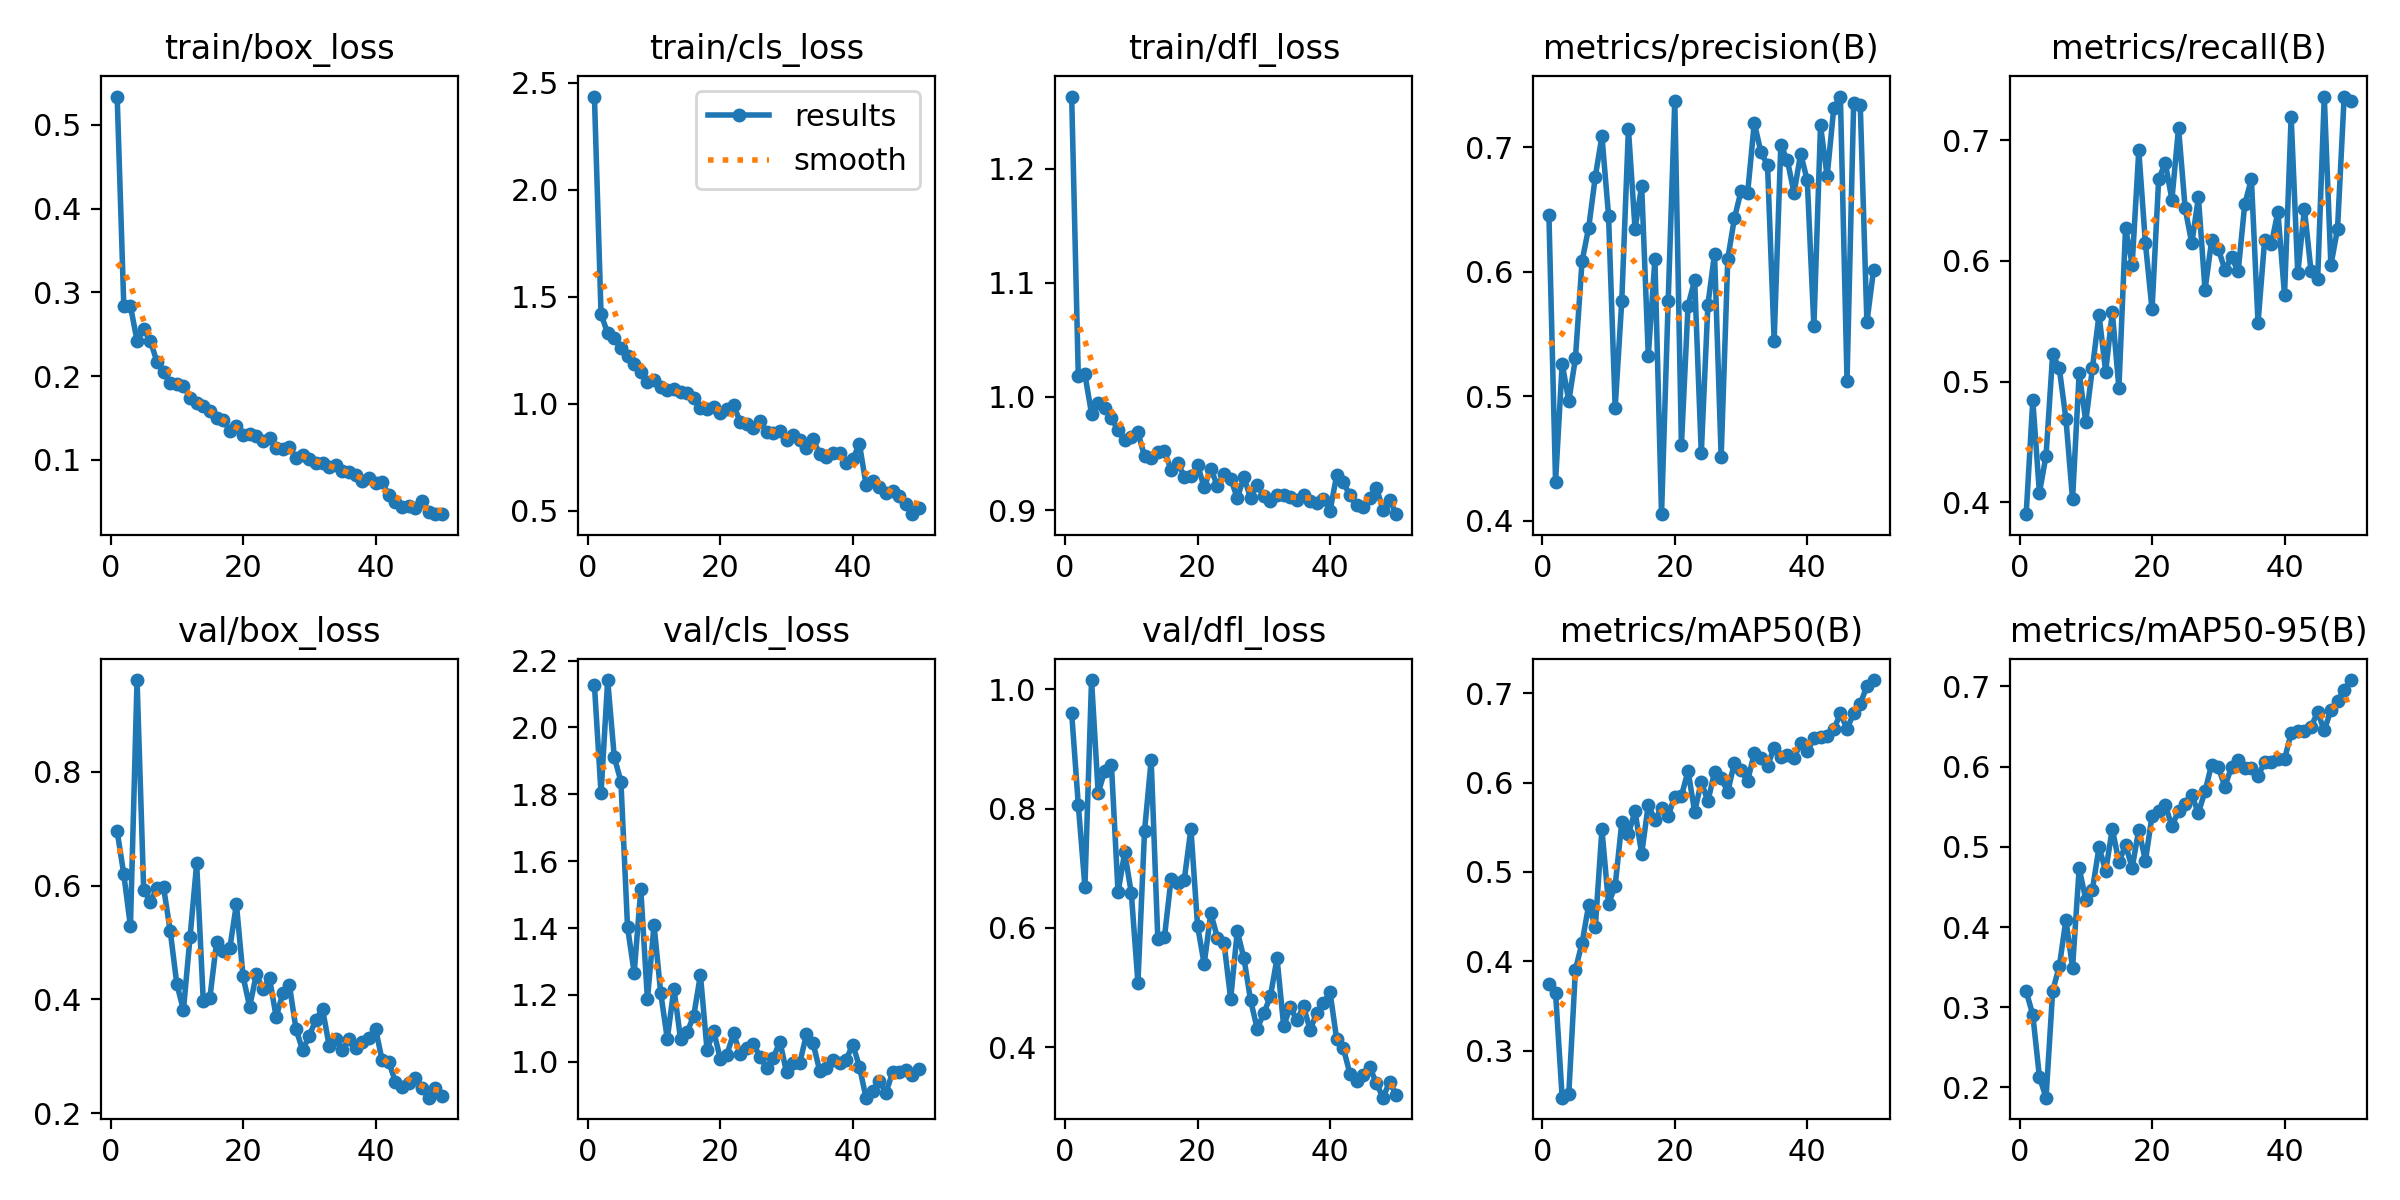 train/box_loss
0.5
0.4
0.3
0.2
0.1
0 20 40
train/cls_loss
results
smooth
2.5
2.0
1.5
1.0
0.5
0 20 40
train/dfl_loss
1.2
1.1
1.0
0.9
0 20 40
metrics/precision(B)
0.7
0.6
0.5
0.4
0 20 40
metrics/recall(B)
0.7
0.6
0.5
0.4
0 20 40
val/box_loss
0.8
0.6
0.4
0.2
0 20 40
val/cls_loss
2.2
2.0
1.8
1.6
1.4
1.2
1.0
0 20 40
val/dfl_loss
1.0
0.8
0.6
0.4
0 20 40
metrics/mAP50(B)
0.7
0.6
0.5
0.4
0.3
0 20 40
metrics/mAP50-95(B)
0.7
0.6
0.5
0.4
0.3
0.2
0 20 40